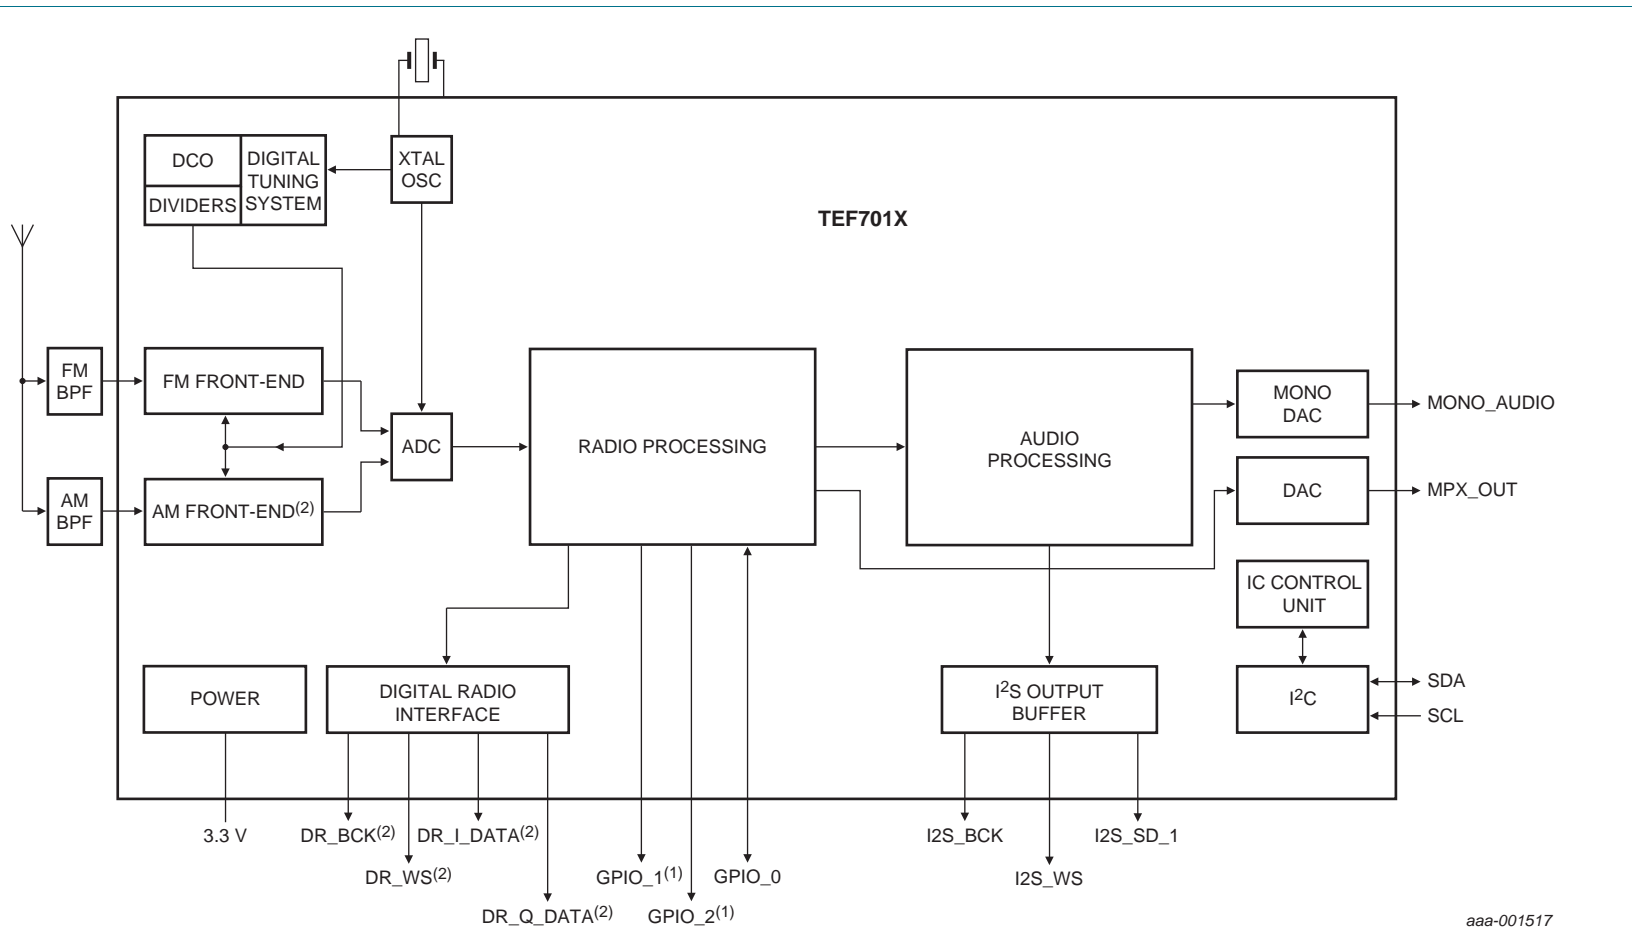 DCO
DIVIDERS
DIGITAL
TUNING
SYSTEM
XTAL
OSC
TEF701X
FM
BPF
FM FRONT-END
AM
BPF
AM FRONT-END(2)
ADC
RADIO PROCESSING
AUDIO
PROCESSING
MONO
DAC
MONO_AUDIO
DAC
MPX_OUT
IC CONTROL
UNIT
I2C
SDA
SCL
POWER
DIGITAL RADIO
INTERFACE
I2S OUTPUT
BUFFER
3.3 V
DR_BCK(2)
DR_I_DATA(2)
DR_WS(2)
DR_Q_DATA(2)
GPIO_1(1)
GPIO_0
GPIO_2(1)
I2S_BCK
I2S_SD_1
I2S_WS
aaa-001517